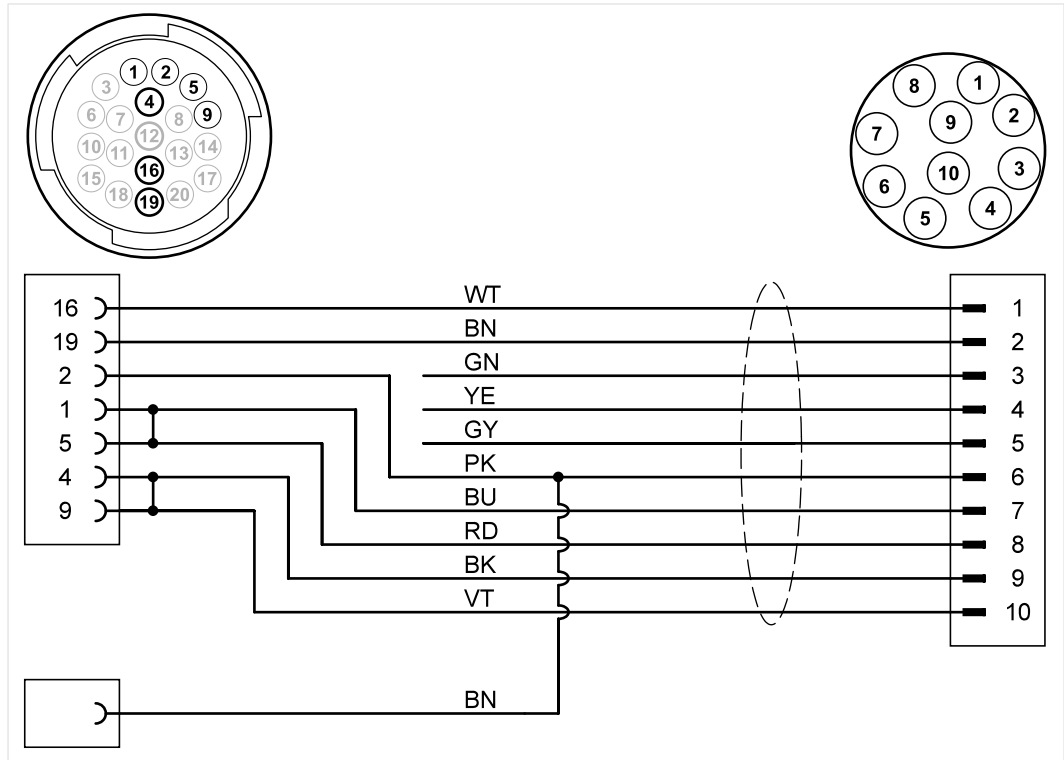 1 2
3 5
4
6 7 8 9
12
10 11 13 14
16
15 17
18 19 20
8 1
9 2
7
10 3
6
5 4
16 WT 1
19 BN 2
2 GN 3
1 YE 4
5 GY 5
4 PK 6
9 BU 7
RD 8
BK 9
VT 10
BN